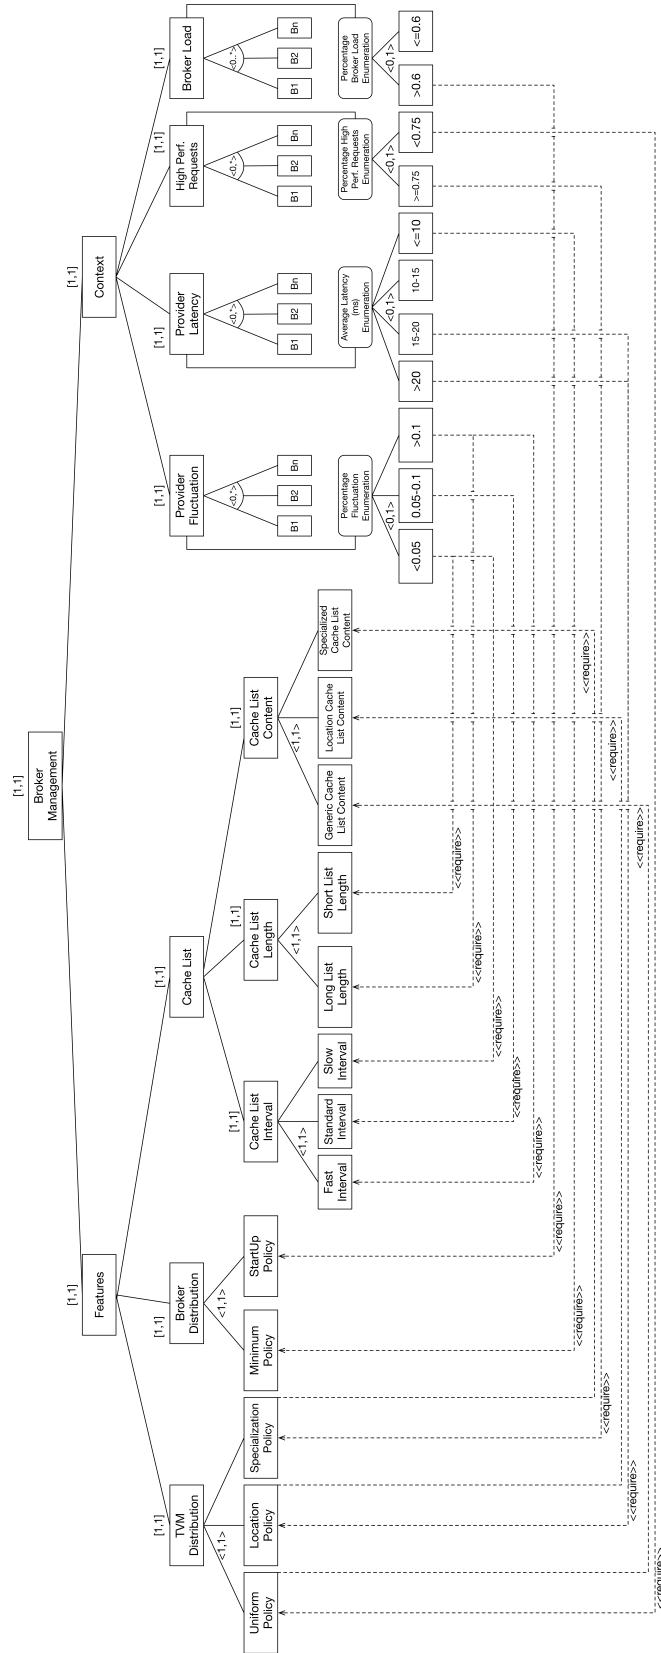 [1,1]
Broker
Management
[1,1]
Features
[1,1]
Context
[1,1]
TVM
Distribution
<1,1>
Uniform
Policy
Location
Policy
Specialization
Policy
[1,1]
Broker
Distribution
<1,1>
Minimum
Policy
StartUp
Policy
[1,1]
Cache List
[1,1]
Cache List
Interval
<1,1>
Fast
Interval
Standard
Interval
Slow
Interval
[1,1]
Cache List
Length
<1,1>
Long List
Length
Short List
Length
[1,1]
Cache List
Content
<1,1>
Generic Cache
List Content
Location Cache
List Content
Specialized
Cache List
Content
[1,1]
Provider
Fluctuation
<0,*>
B1
B2
Bn
Percentage
Fluctuation
Enumeration
<0,1>
<0.05
0.05-0.1
>0.1
[1,1]
Provider
Latency
<0,*>
B1
B2
Bn
Average Latency
(ms)
Enumeration
<0,1>
>20
15-20
10-15
<=10
[1,1]
High Perf.
Requests
<0,*>
B1
B2
Bn
Percentage High
Perf. Requests
Enumeration
<0,1>
>=0.75
<0.75
[1,1]
Broker Load
<0..*>
B1
B2
Bn
Percentage
Broker Load
Enumeration
<0,1>
>0.6
<=0.6
<<require>>
<<require>>
<<require>>
<<require>>
<<require>>
<<require>>
<<require>>
<<require>>
<<require>>
<<require>>
<<require>>
<<require>>
<<require>>